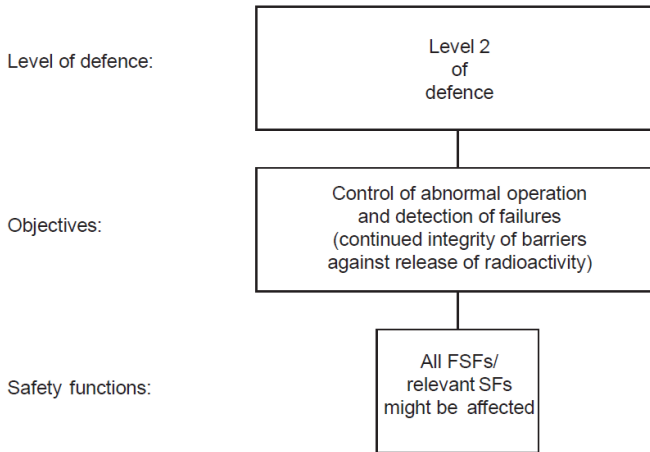 Level of defence:
Level 2
of
defence
Objectives:
Control of abnormal operation
and detection of failures
(continued integrity of barriers
against release of radioactivity)
Safety functions:
All FSFs/
relevant SFs
might be affected